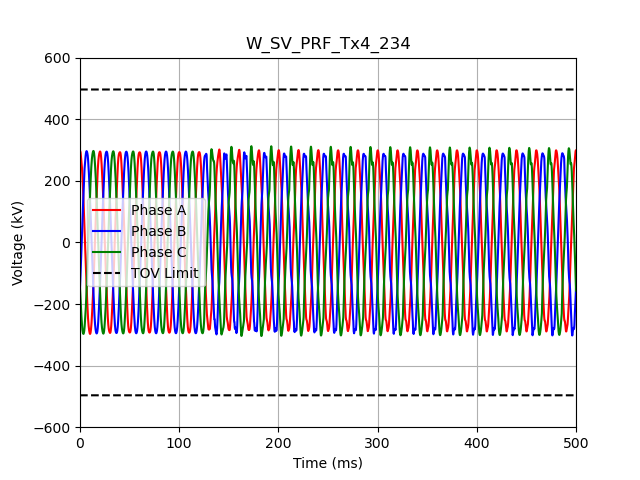 W_SV_PRF_Tx4_234
Voltage (kV)
600
400
200
0
−200
−400
−600
Phase A
Phase B
Phase C
TOV Limit
0 100 200 300 400 500
Time (ms)